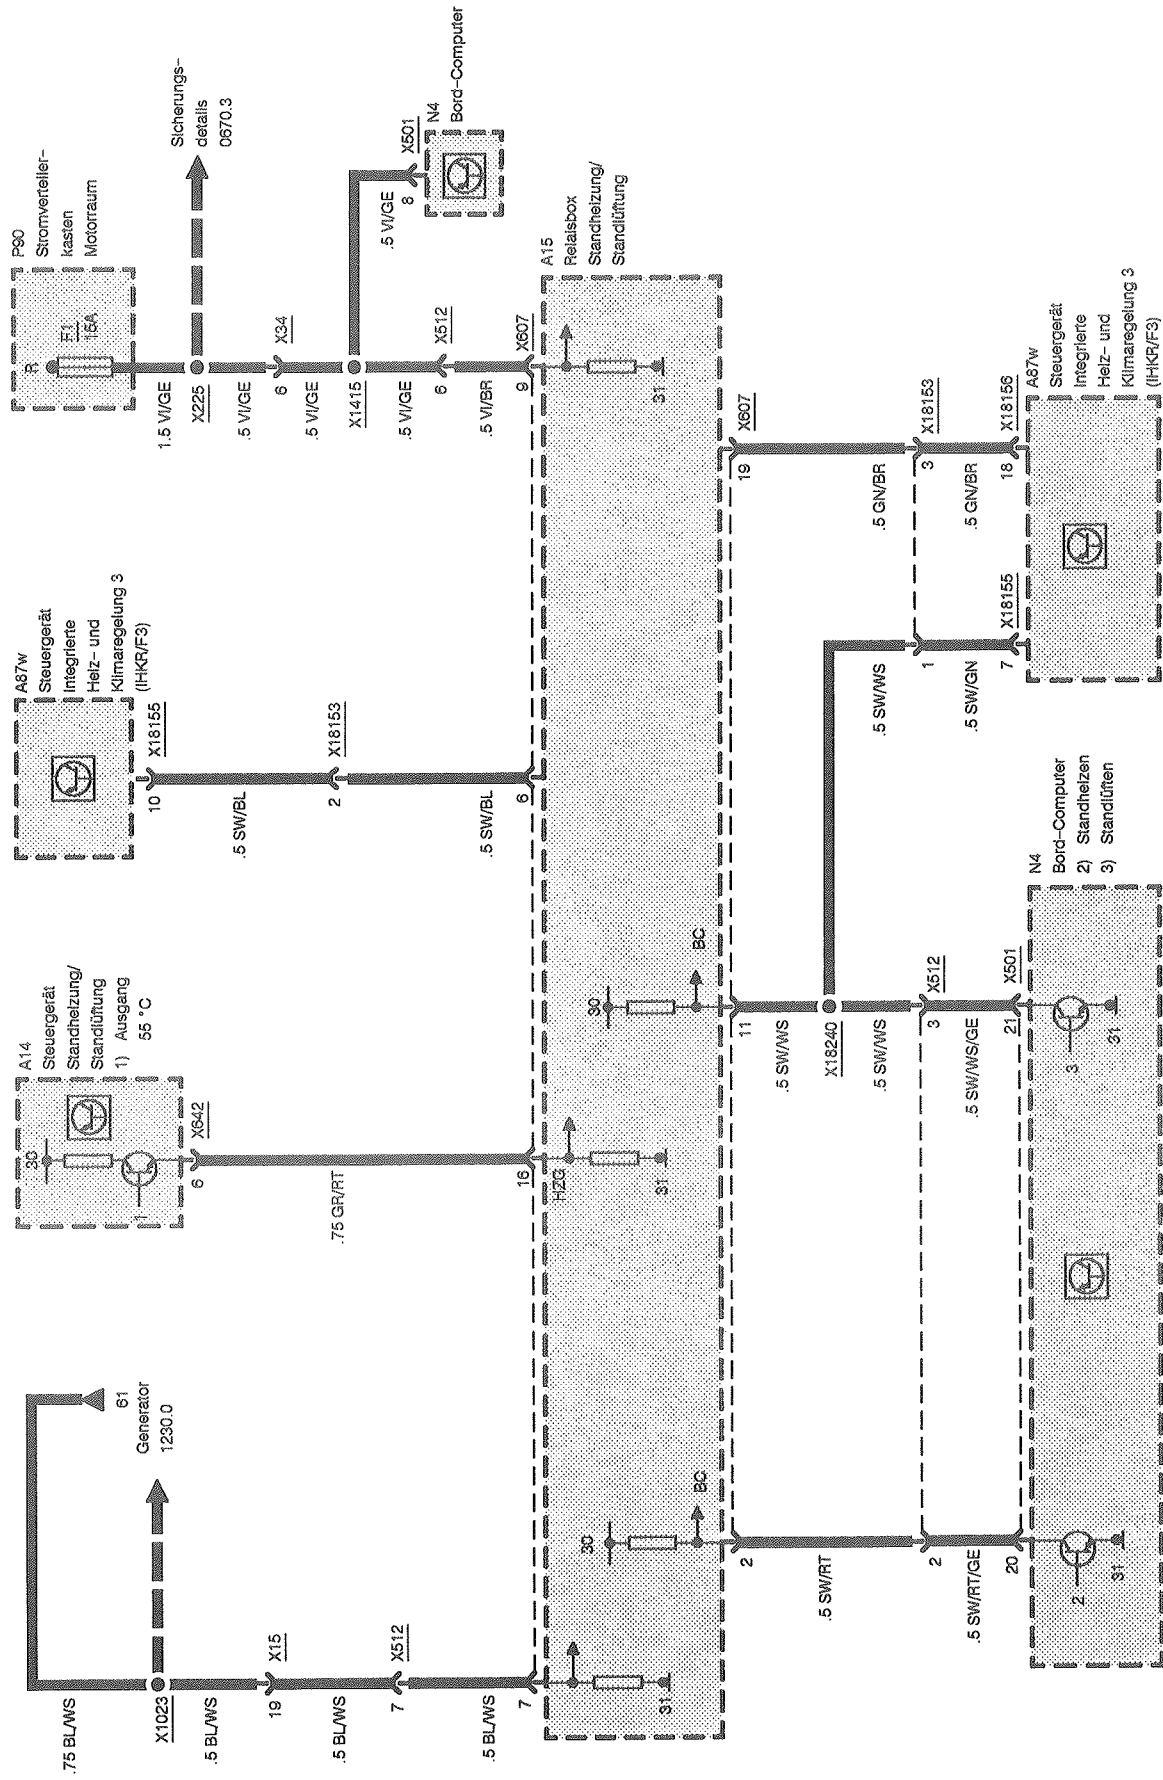 61
Generator
1230.0
.75 BL/WS
X1023
.5 BL/WS
19
X15
.5 BL/WS
7
X512
.5 BL/WS
7
31
A14
Steuergerät
Standheizung/
Standlüftung
1) Ausgang
55 °C
30
1
6
X642
.75 GR/RT
16
HZG
31
A87w
Steuergerät
Integrierte
Heiz- und
Klimaregelung 3
(IHKR/F3)
10
X18155
.5 SW/BL
2
X18153
.5 SW/BL
6
P90
Stromverteiler-
kasten
Motorraum
R
F1
15A
1.5 VI/GE
X225
Sicherungs-
details
0670.3
.5 VI/GE
6
X34
.5 VI/GE
X1415
.5 VI/GE
8
X501
N4
Bord-Computer
.5 VI/GE
6
X512
.5 VI/BR
9
X607
31
A15
Relaisbox
Standheizung/
Standlüftung
30
BC
2
.5 SW/RT
2
.5 SW/RT/GE
20
2
31
30
BC
11
.5 SW/WS
X18240
.5 SW/WS
3
X512
.5 SW/WS/GE
21
X501
3
31
N4
Bord-Computer
2) Standheizen
3) Standlüften
.5 SW/WS
1
.5 SW/GN
7
X18155
19
X607
.5 GN/BR
3
X18153
.5 GN/BR
18
X18156
A87w
Steuergerät
Integrierte
Heiz- und
Klimaregelung 3
(IHKR/F3)